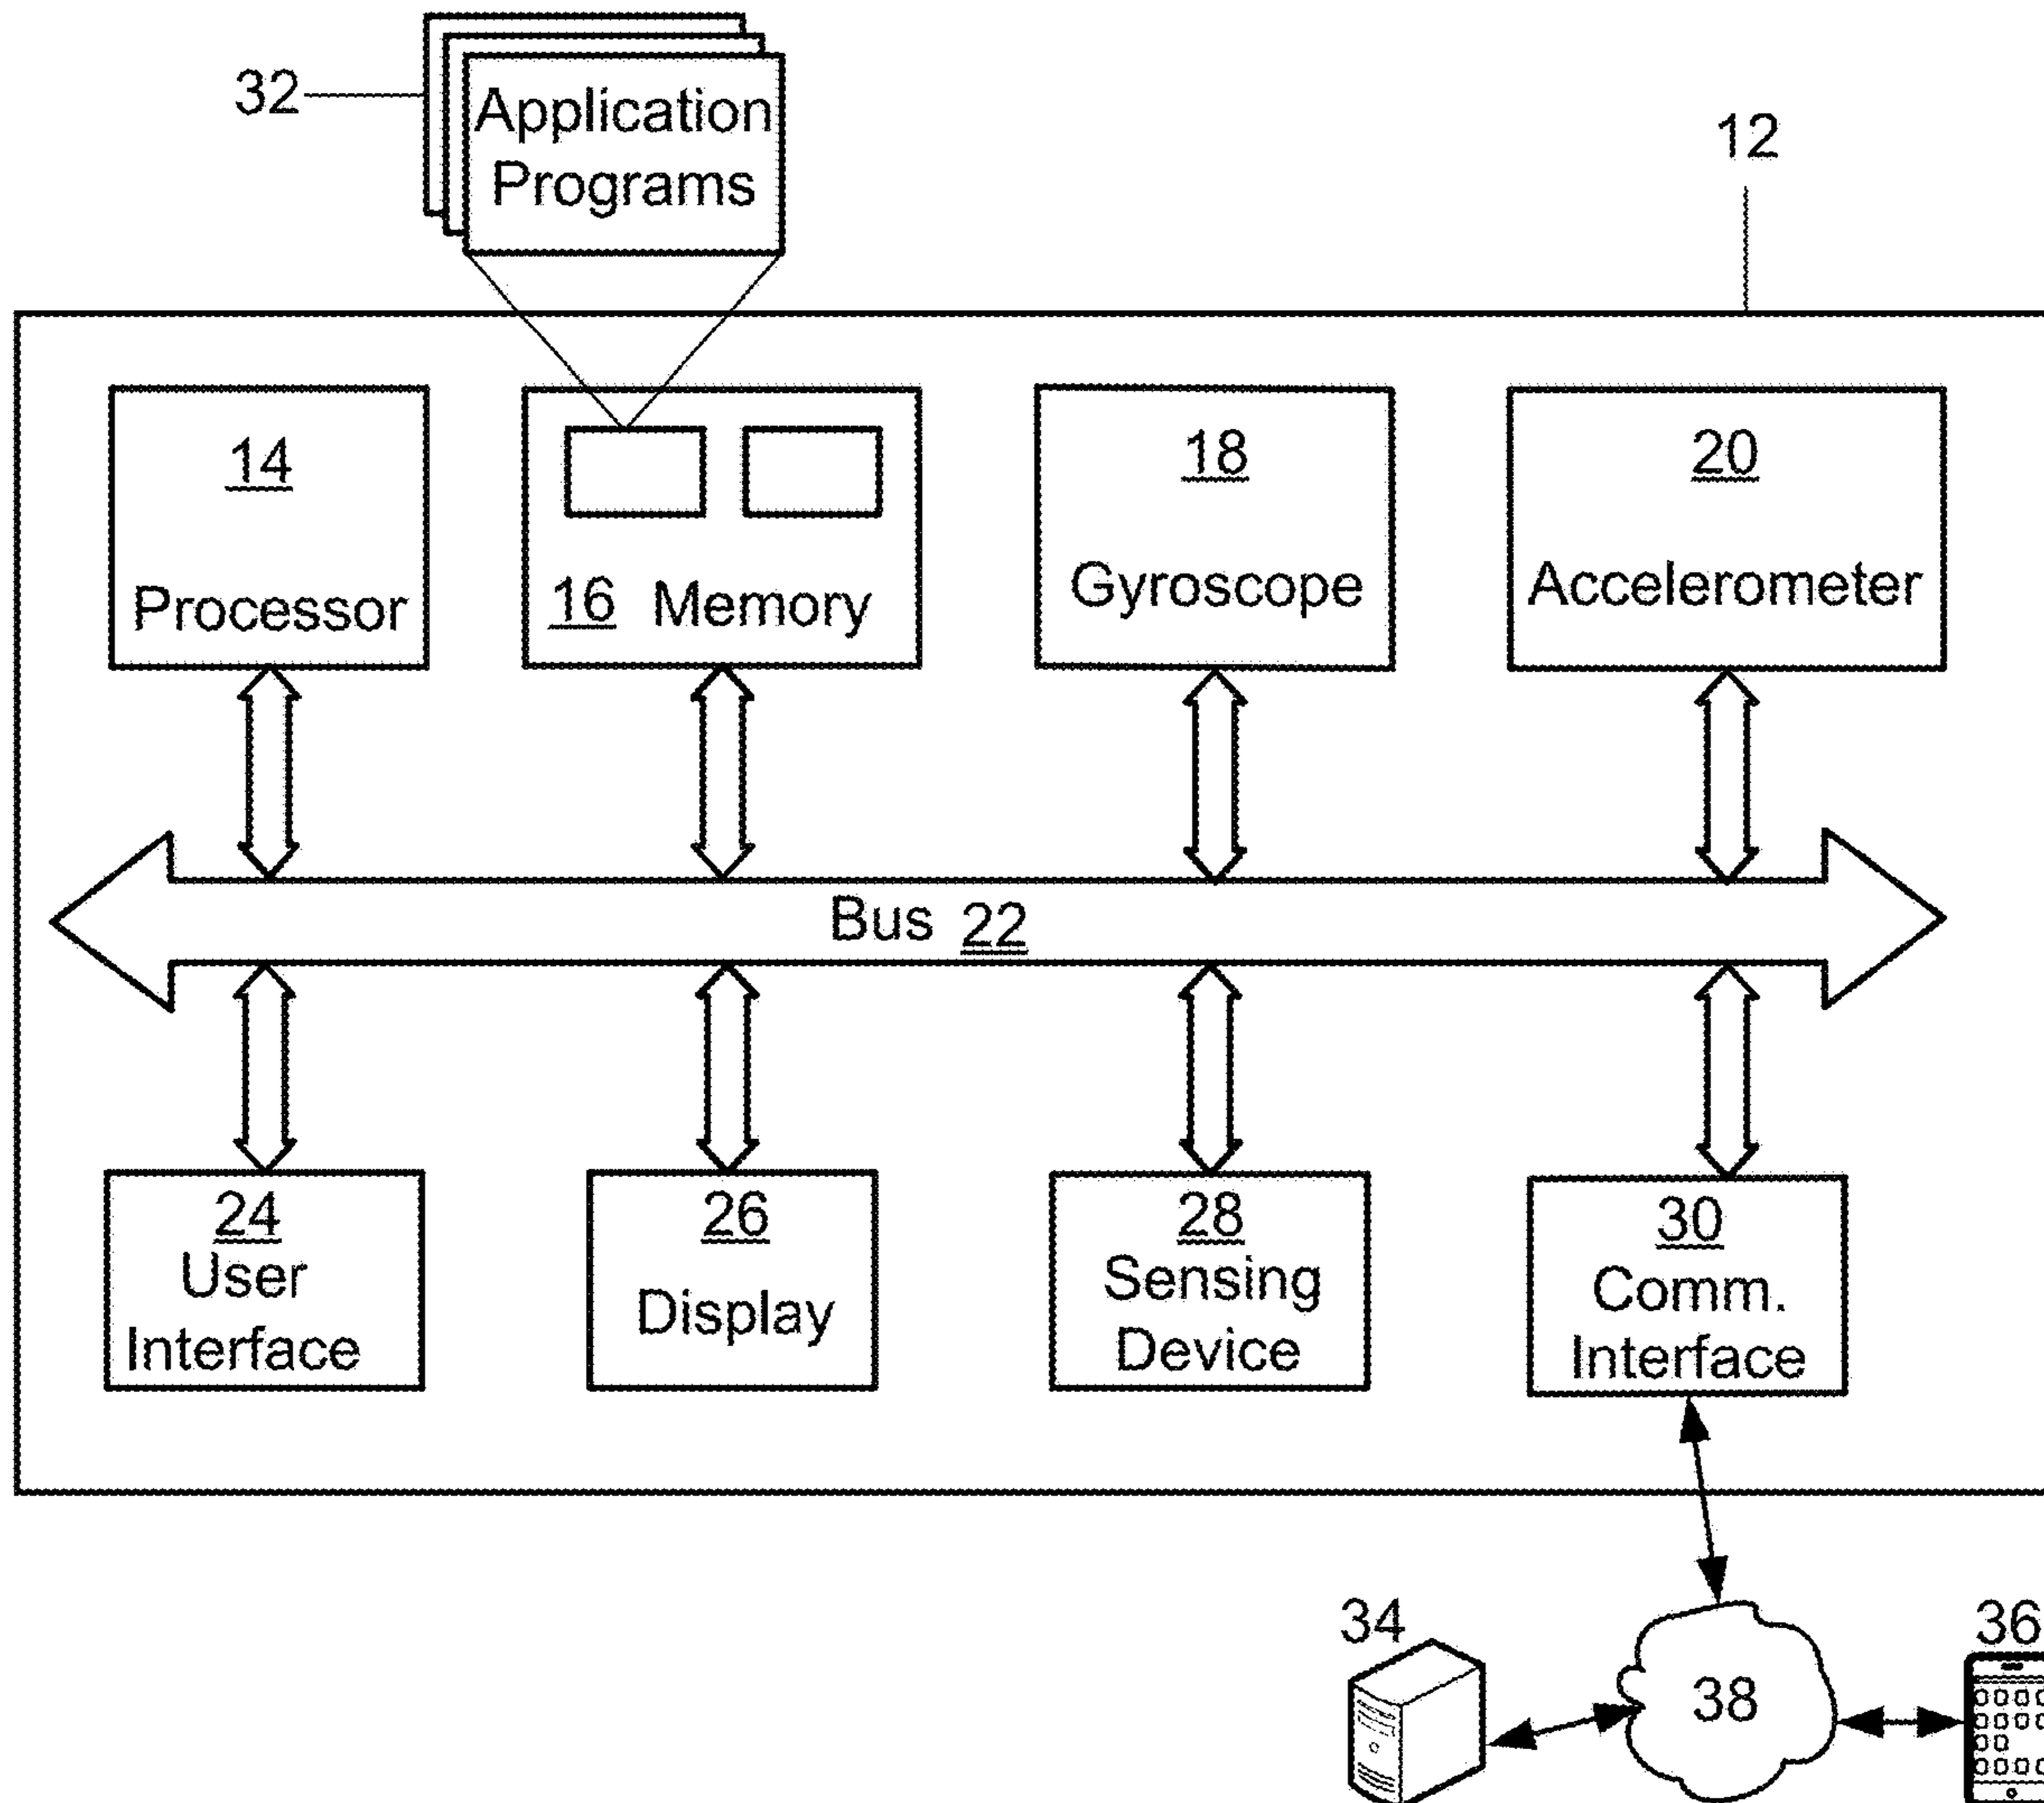 32
Application
Programs
12
14
Processor
16 Memory
18
Gyroscope
20
Accelerometer
Bus 22
24
User
Interface
26
Display
28
Sensing
Device
30
Comm.
Interface
34
38
36